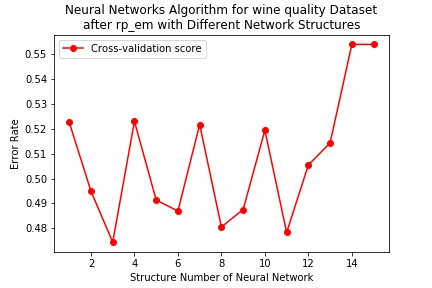 Neural Networks Algorithm for wine quality Dataset
after rp_em with Different Network Structures
Cross-validation score
0.55
0.54
0.53
0.52
0.51
0.50
0.49
0.48
Error Rate
2 4 6 8 10 12 14
Structure Number of Neural Network